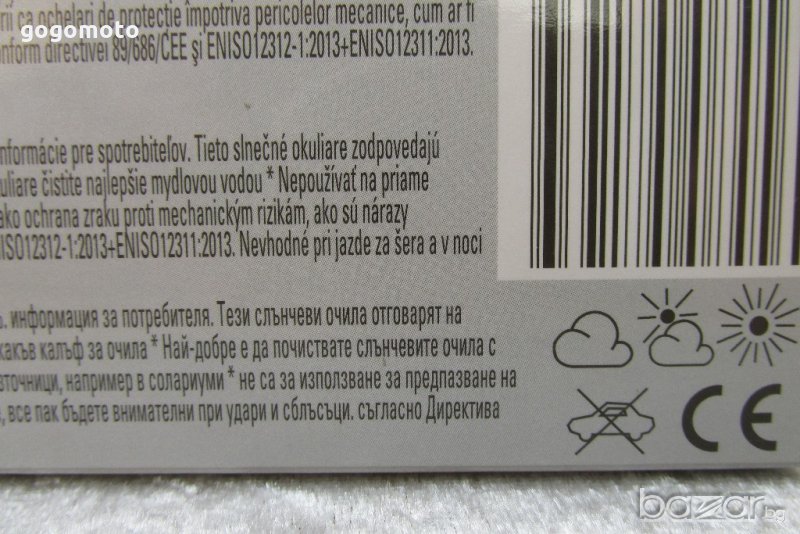 rii ca ochelari de protecție împotriva pericolelor mecanice, cum ar fi
gogomoto
onform directivei 89/686/CEE și ENISO12312-1:2013+ENISO12311:2013.
nformácie pre spotrebiteľov. Tieto slnečné okuliare zodpovedajú
uliare čistite najlepšie mydlovou vodou * Nepoužívať na priame
ako ochrana zraku proti mechanickým rizikám, ako sú nárazy
NISO12312-1:2013+ENISO12311:2013. Nevhodné pri jazde za šera a v noci
информация за потребителя. Тези слънчеви очила отговарят на
какъв калъф за очила * Най-добре е да почиствате слънчевите очила с
източници, например в солариуми * не са за използване за предпазване на
все пак бъдете внимателни при удари и сблъсъци. съгласно Директива
CE
bazar.bg